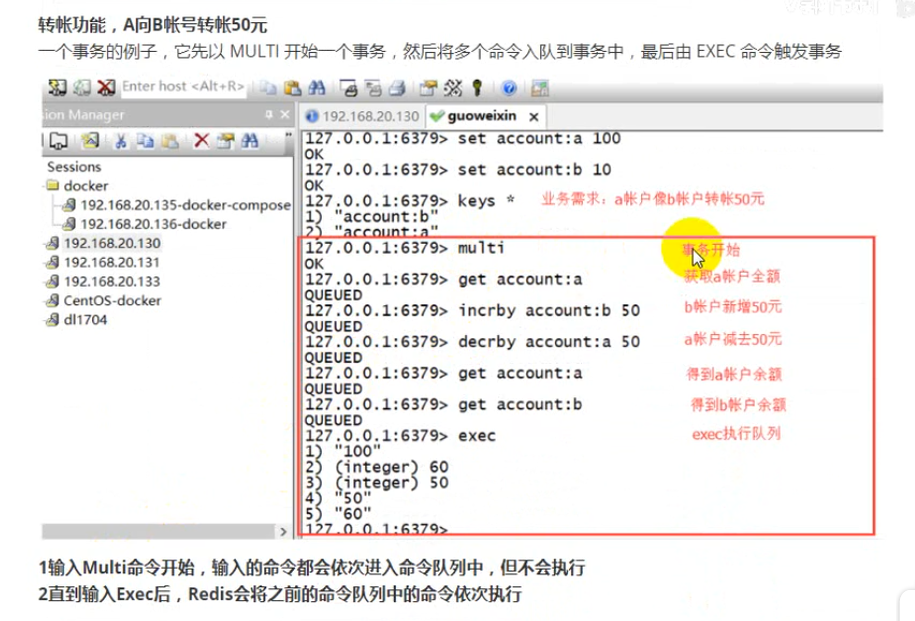 转帐功能，A向B帐号转帐50元
一个事务的例子，它先以 MULTI 开始一个事务，然后将多个命令入队到事务中，最后由 EXEC 命令触发事务
Enter host <Alt+R>
ion Manager
192.168.20.130
guoweixin
Sessions
docker
192.168.20.135-docker-compose
192.168.20.136-docker
192.168.20.130
192.168.20.131
192.168.20.133
CentOS-docker
dl1704
127.0.0.1:6379> set account:a 100
OK
127.0.0.1:6379> set account:b 10
OK
127.0.0.1:6379> keys * 业务需求：a帐户像b帐户转帐50元
1) "account:b"
2) "account:a"
127.0.0.1:6379> multi 事务开始
OK
127.0.0.1:6379> get account:a 获取a帐户全额
QUEUED
127.0.0.1:6379> incrby account:b 50 b帐户新增50元
QUEUED
127.0.0.1:6379> decrby account:a 50 a帐户减去50元
QUEUED
127.0.0.1:6379> get account:a 得到a帐户余额
QUEUED
127.0.0.1:6379> get account:b 得到b帐户余额
QUEUED
127.0.0.1:6379> exec exec执行队列
1) "100"
2) (integer) 60
3) (integer) 50
4) "50"
5) "60"
127.0.0.1:6379>
1输入Multi命令开始，输入的命令都会依次进入命令队列中，但不会执行
2直到输入Exec后，Redis会将之前的命令队列中的命令依次执行